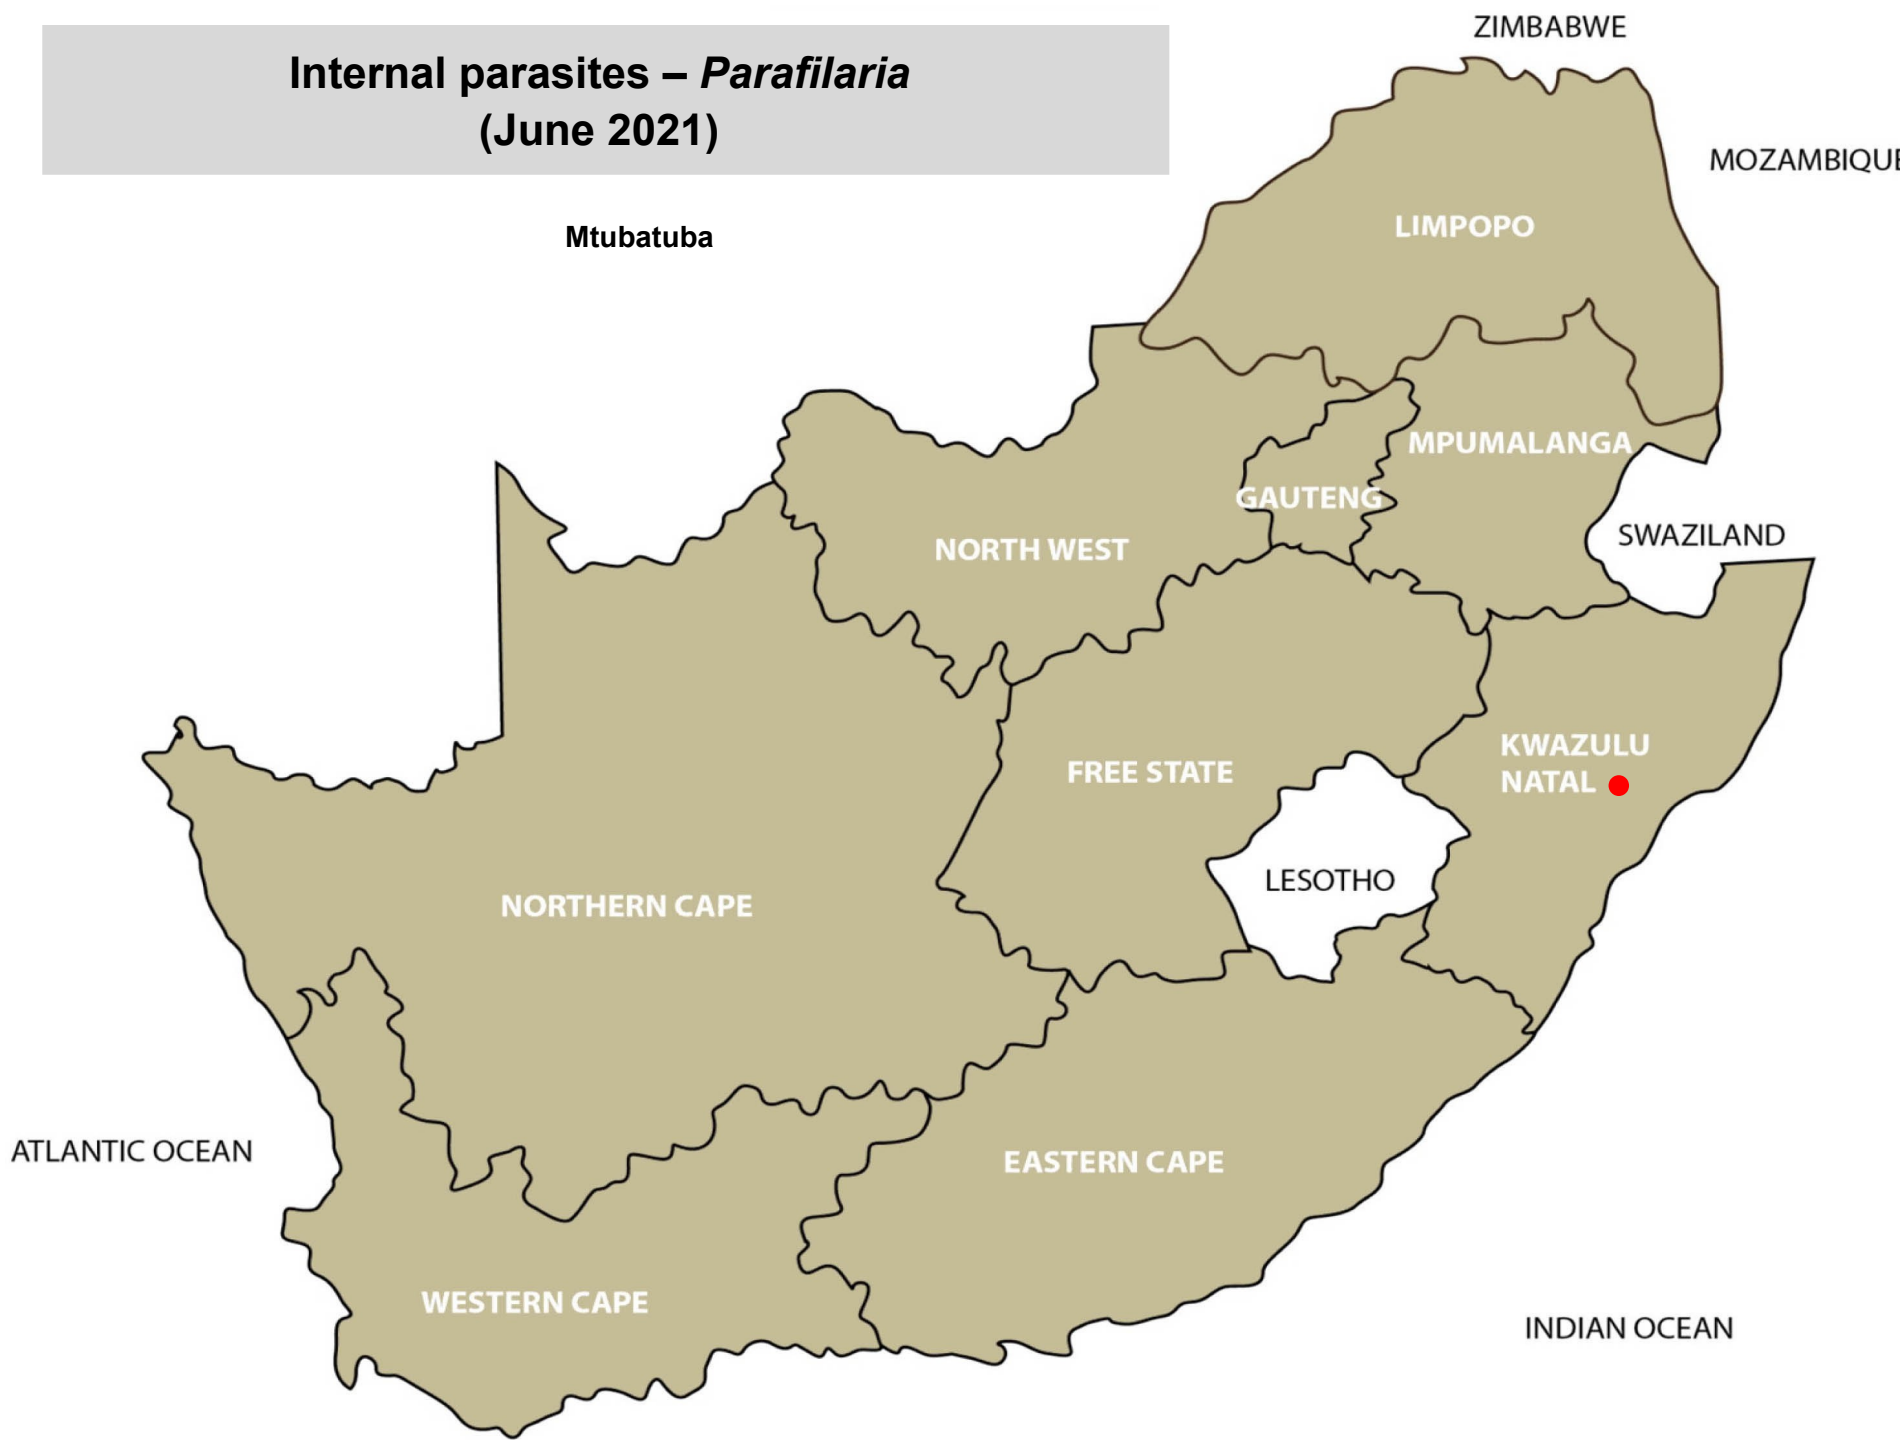 Internal parasites – Parafilaria
(June 2021)
Mtubatuba
ZIMBABWE
MOZAMBIQUE
LIMPOPO
MPUMALANGA
GAUTENG
SWAZILAND
NORTH WEST
KWAZULU
NATAL
FREE STATE
LESOTHO
NORTHERN CAPE
ATLANTIC OCEAN
EASTERN CAPE
WESTERN CAPE
INDIAN OCEAN